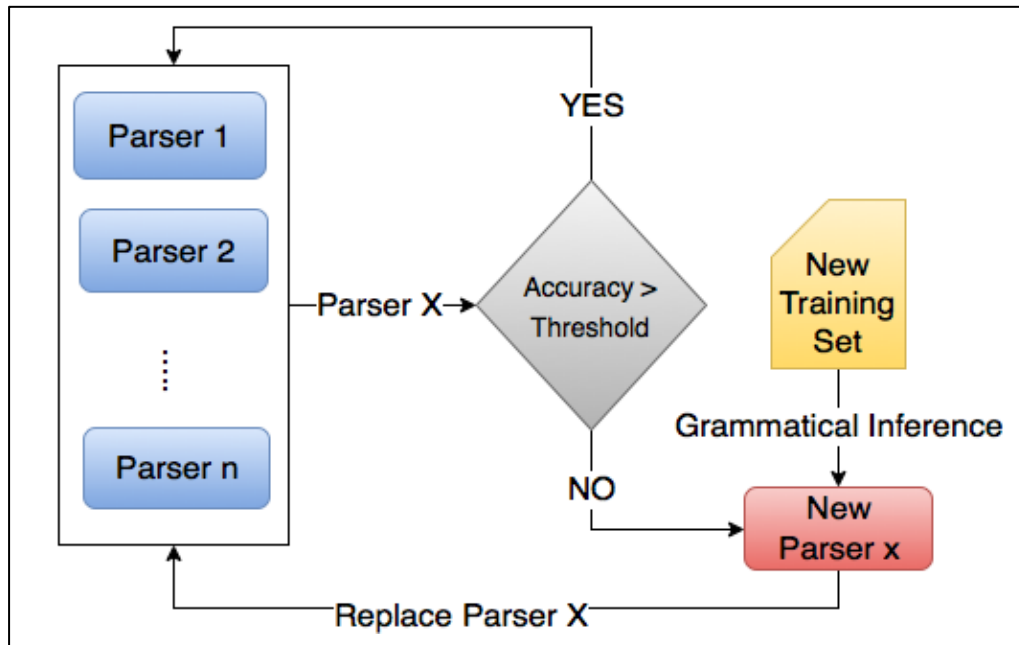 YES
Parser 1
Parser 2
Parser X
Accuracy >
Threshold
New
Training
Set
Parser n
Grammatical Inference
NO
New
Parser x
Replace Parser X